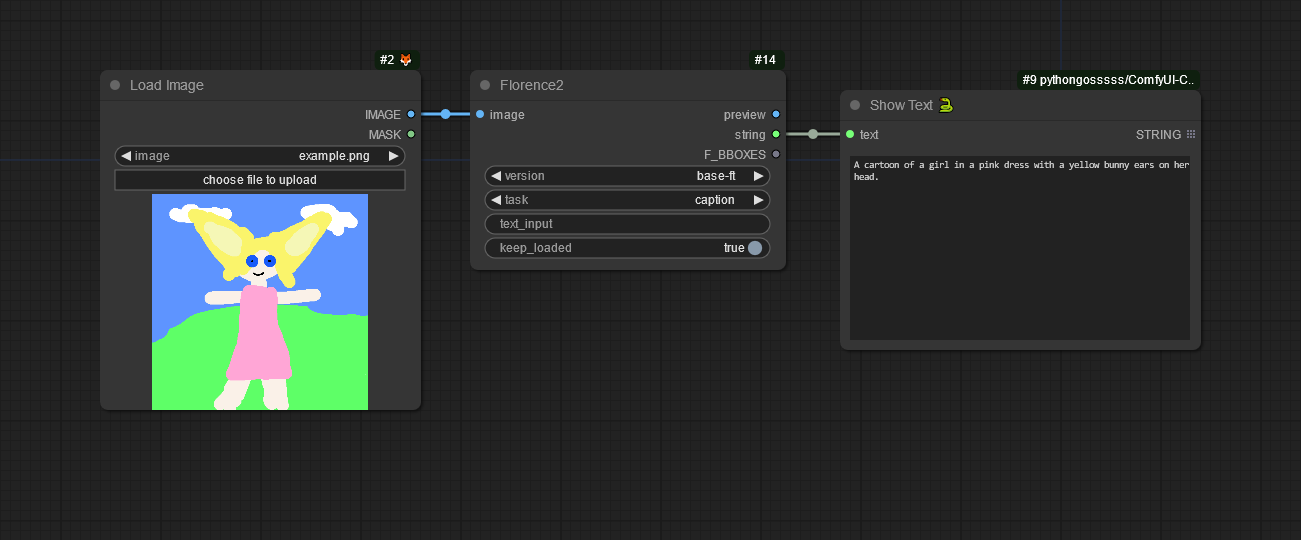 #2 🦊
Load Image
IMAGE
MASK
image example.png
choose file to upload
#14
Florence2
image preview
string
F_BBOXES
version base-ft
task caption
text_input
keep_loaded true
#9 pythongosssss/ComfyUI-C..
Show Text 🐍
text STRING
A cartoon of a girl in a pink dress with a yellow bunny ears on her
head.